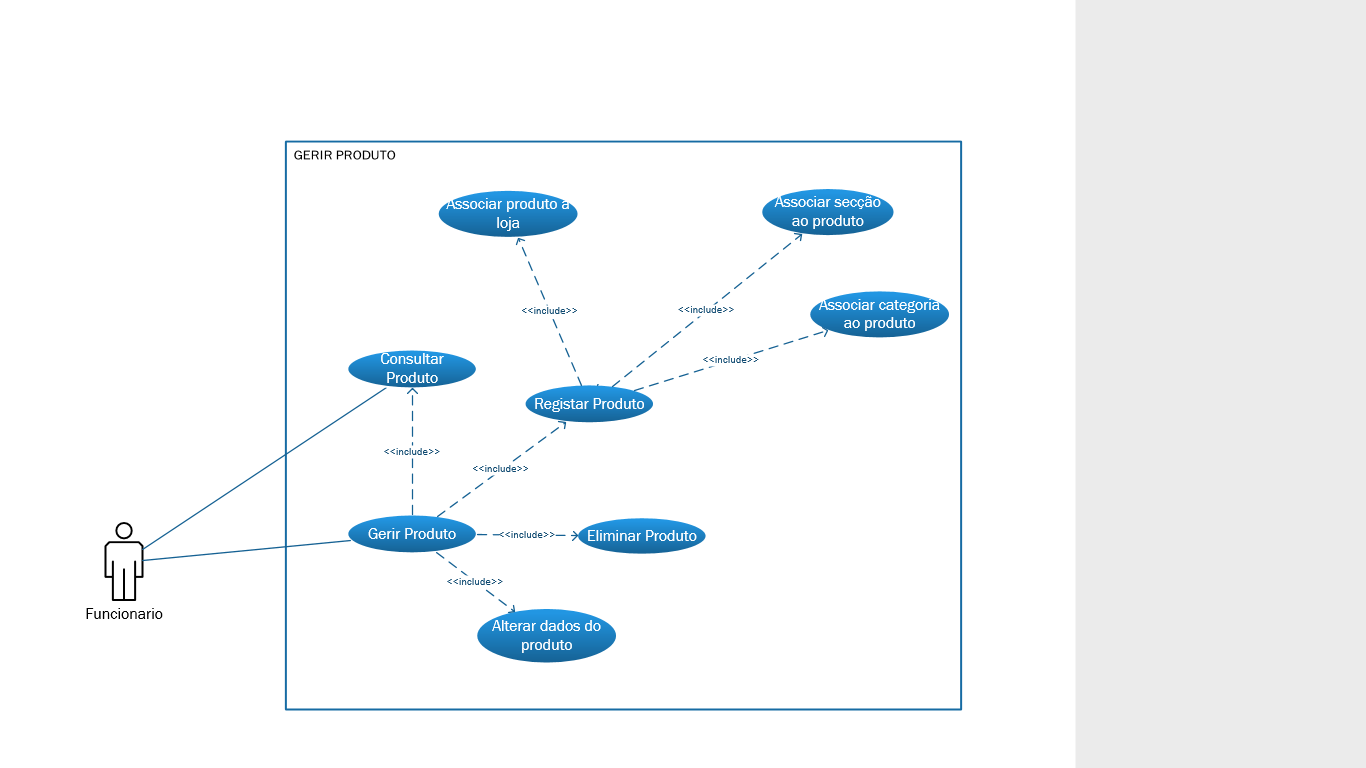 GERIR PRODUTO
Associar produto a
loja
Associar secção
ao produto
<<include>>
<<include>>
Associar categoria
ao produto
<<include>>
Consultar
Produto
Registar Produto
<<include>>
<<include>>
Gerir Produto
<<include>>
Eliminar Produto
<<include>>
Alterar dados do
produto
Funcionario